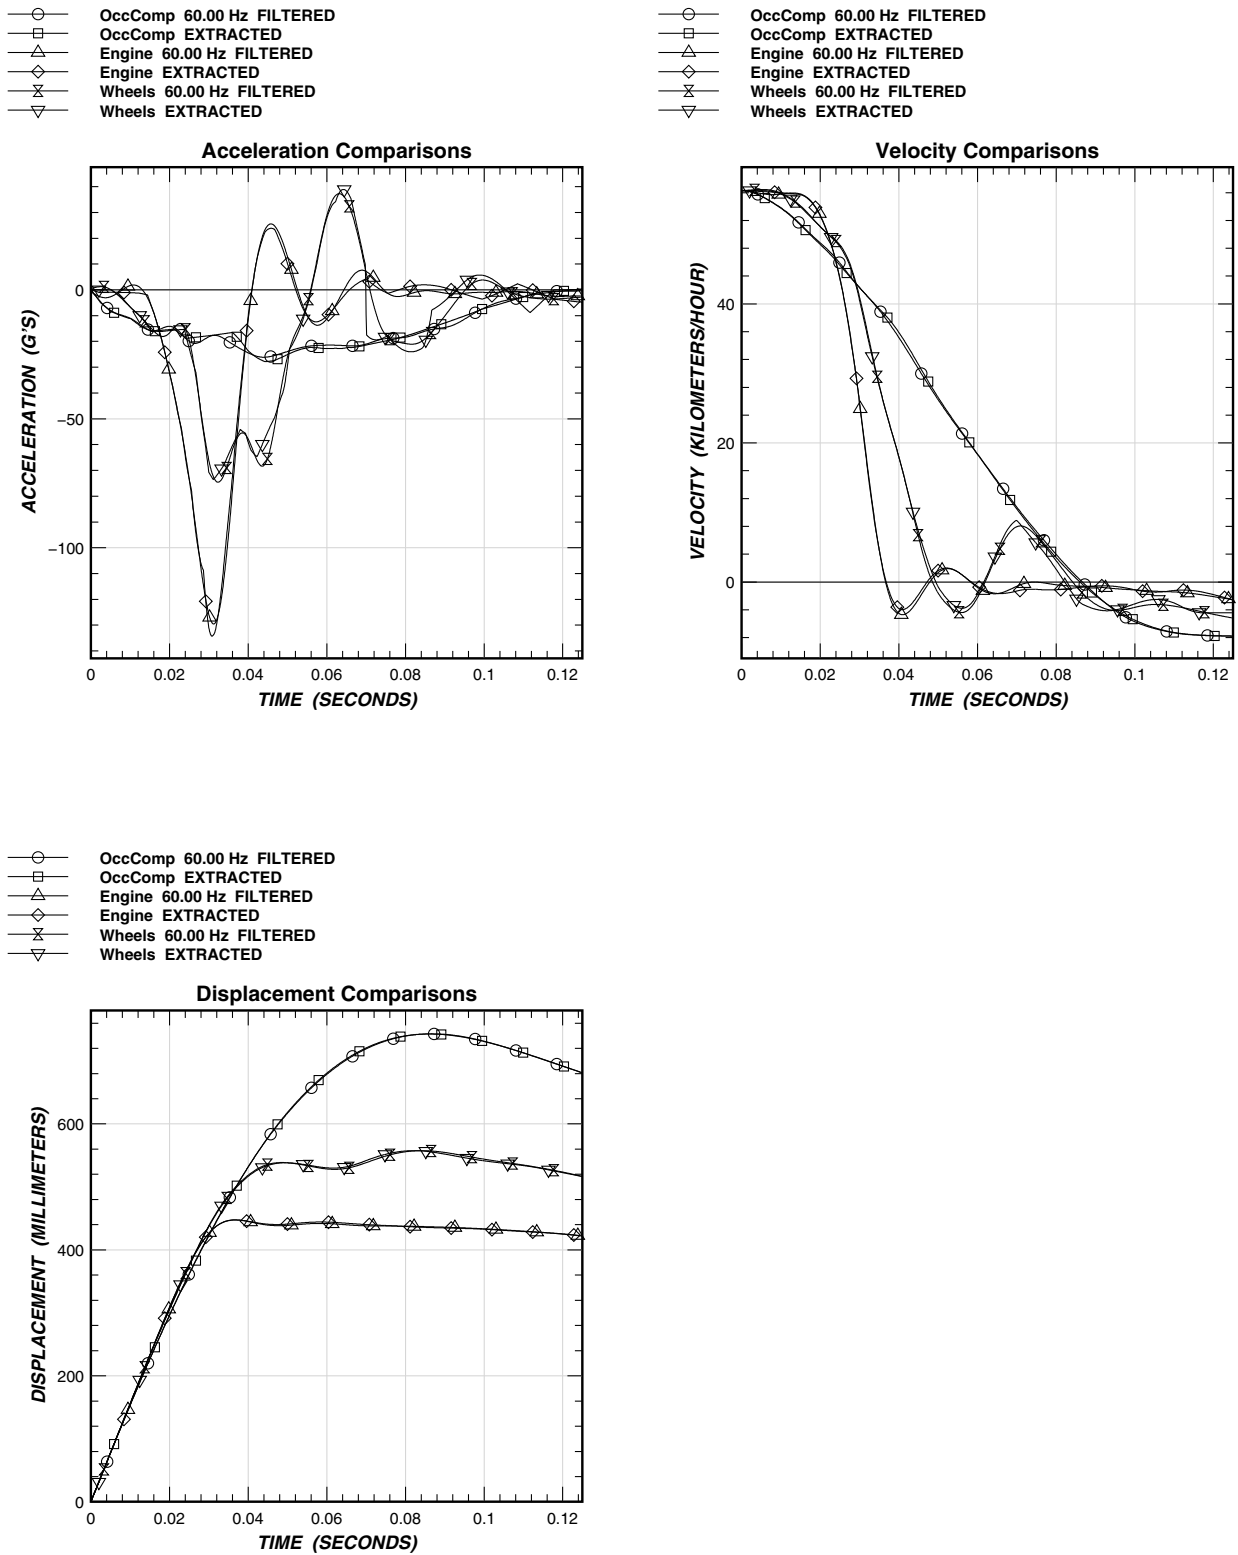 OccComp 60.00 Hz FILTERED
OccComp EXTRACTED
Engine 60.00 Hz FILTERED
Engine EXTRACTED
Wheels 60.00 Hz FILTERED
Wheels EXTRACTED
Acceleration Comparisons
0
−50
−100
ACCELERATION (G'S)
0 0.02 0.04 0.06 0.08 0.1 0.12
TIME (SECONDS)
OccComp 60.00 Hz FILTERED
OccComp EXTRACTED
Engine 60.00 Hz FILTERED
Engine EXTRACTED
Wheels 60.00 Hz FILTERED
Wheels EXTRACTED
Velocity Comparisons
40
20
0
VELOCITY (KILOMETERS/HOUR)
0 0.02 0.04 0.06 0.08 0.1 0.12
TIME (SECONDS)
OccComp 60.00 Hz FILTERED
OccComp EXTRACTED
Engine 60.00 Hz FILTERED
Engine EXTRACTED
Wheels 60.00 Hz FILTERED
Wheels EXTRACTED
Displacement Comparisons
600
400
200
0
DISPLACEMENT (MILLIMETERS)
0 0.02 0.04 0.06 0.08 0.1 0.12
TIME (SECONDS)